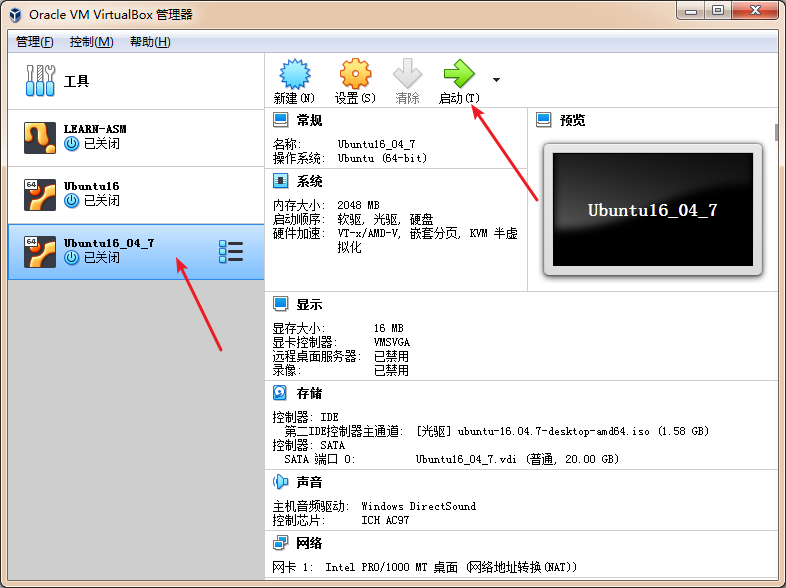 Oracle VM VirtualBox 管理器
管理(F) 控制(M) 帮助(H)
工具
LEARN-ASM
已关闭
64
Ubuntu16
已关闭
64
Ubuntu16_04_7
已关闭
新建(N) 设置(S) 清除 启动(T)
常规
名称: Ubuntu16_04_7
操作系统: Ubuntu (64-bit)
系统
内存大小: 2048 MB
启动顺序: 软驱, 光驱, 硬盘
硬件加速: VT-x/AMD-V, 嵌套分页, KVM 半虚
拟化
预览
Ubuntu16_04_7
显示
显存大小: 16 MB
显卡控制器: VMSVGA
远程桌面服务器: 已禁用
录像: 已禁用
存储
控制器: IDE
第二IDE控制器主通道: [光驱] ubuntu-16.04.7-desktop-amd64.iso (1.58 GB)
控制器: SATA
SATA 端口 0: Ubuntu16_04_7.vdi (普通, 20.00 GB)
声音
主机音频驱动: Windows DirectSound
控制芯片: ICH AC97
网络
网卡 1: Intel PRO/1000 MT 桌面 (网络地址转换(NAT))